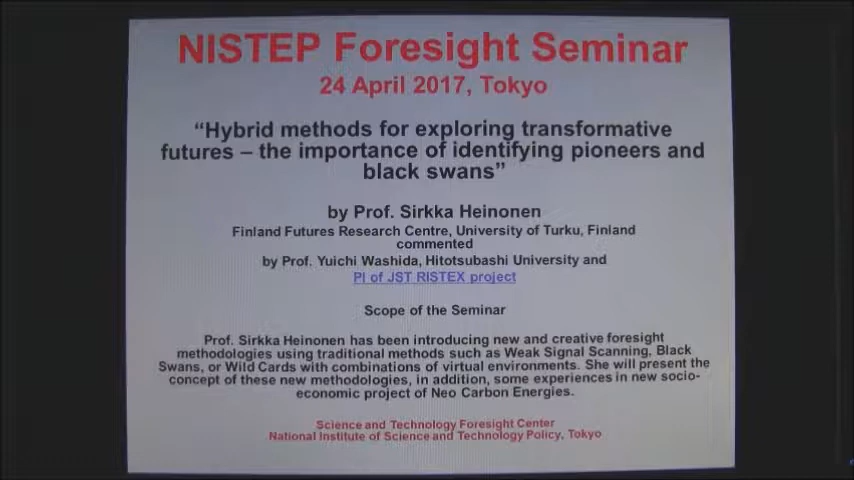 NISTEP Foresight Seminar
24 April 2017, Tokyo
“Hybrid methods for exploring transformative
futures – the importance of identifying pioneers and
black swans”
by Prof. Sirkka Heinonen
Finland Futures Research Centre, University of Turku, Finland
commented
by Prof. Yuichi Washida, Hitotsubashi University and
PI of JST RISTEX project
Scope of the Seminar
Prof. Sirkka Heinonen has been introducing new and creative foresight
methodologies using traditional methods such as Weak Signal Scanning, Black
Swans, or Wild Cards with combinations of virtual environments. She will present the
concept of these new methodologies, in addition, some experiences in new socio-
economic project of Neo Carbon Energies.
Science and Technology Foresight Center
National Institute of Science and Technology Policy, Tokyo